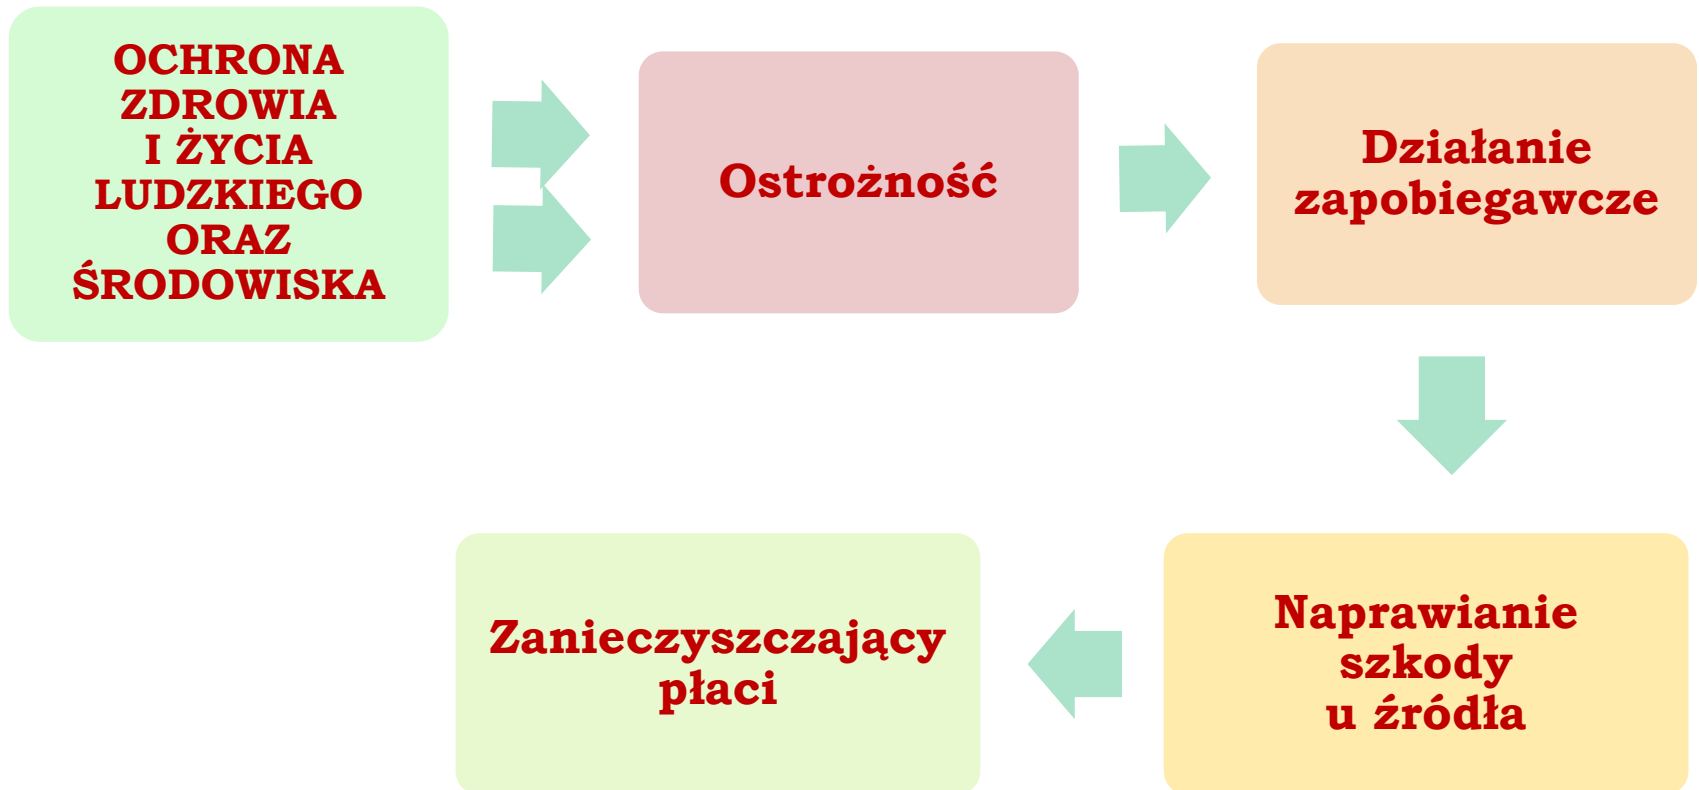 OCHRONA
ZDROWIA
I ŻYCIA
LUDZKIEGO
ORAZ
ŚRODOWISKA
Ostrożność
Działanie
zapobiegawcze
Naprawianie
szkody
u źródła
Zanieczyszczający
płaci